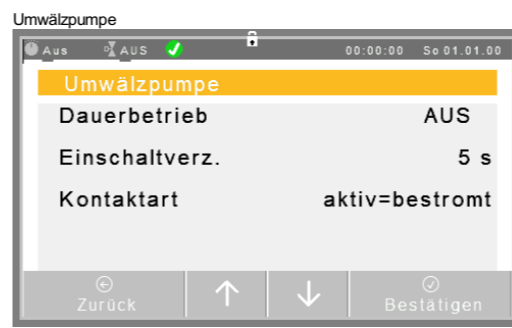 Umwälzpumpe
Aus AUS 00:00:00 So 01.01.00
Umwälzpumpe
Dauerbetrieb AUS
Einschaltverz. 5 s
Kontaktart aktiv=bestromt
Zurück Bestätigen